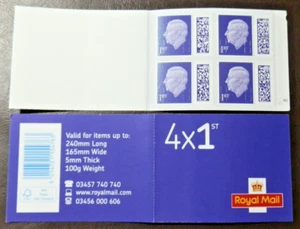 1ST
1ST
1ST
1ST
Valid for items up to:
240mm Long
165mm Wide
5mm Thick
100g Weight
03457 740 740
www.royalmail.com
03456 000 606
4x1ST
Royal Mail
FSC